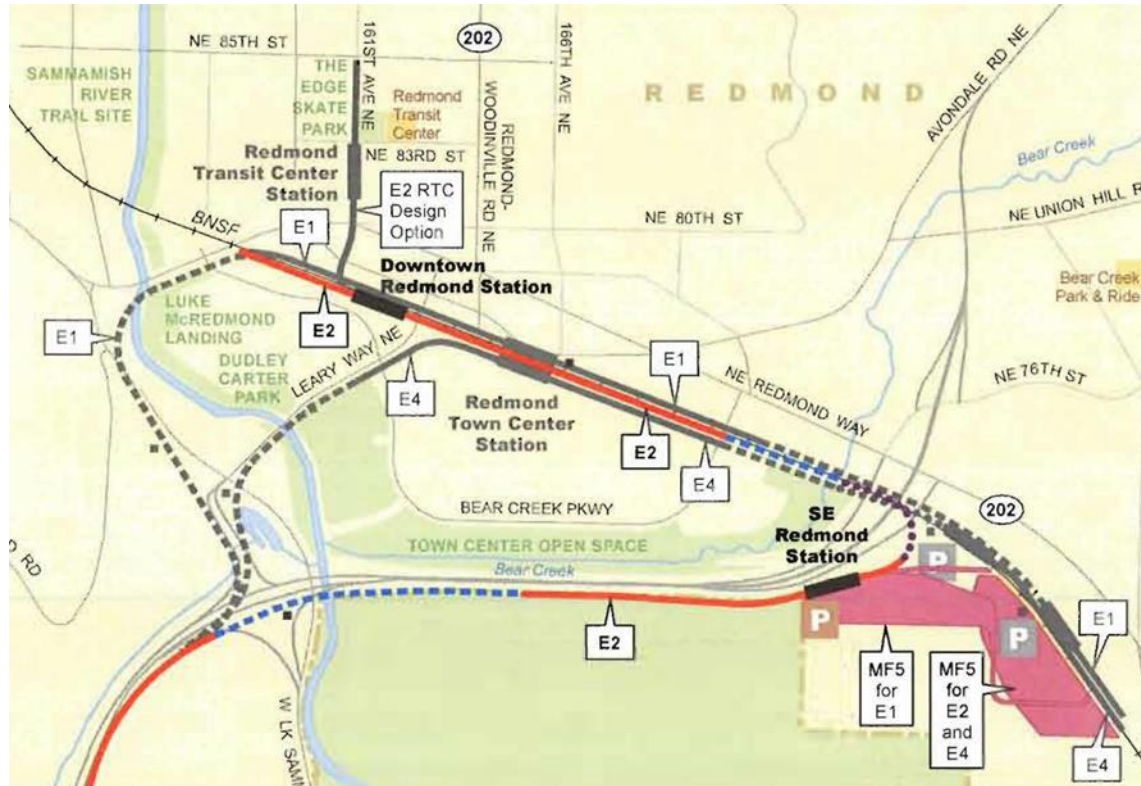 NE 85TH ST
161ST AVE NE
202
166TH AVE NE
AVONDALE RD NE
SAMMAMISH
RIVER
TRAIL SITE
THE
EDGE
SKATE
PARK
Redmond
Transit
Center
REDMOND-
WOODINVILLE RD NE
REDMOND
Bear Creek
Redmond
Transit Center
Station
NE 83RD ST
E2 RTC
Design
Option
NE 80TH ST
NE UNION HILL R
BNSF
E1
Downtown
Redmond Station
Bear Creek
Park & Ride
E1
LUKE
McREDMOND
LANDING
E2
DUDLEY
CARTER
PARK
LEARY WAY NE
E4
Redmond
Town Center
Station
E1
NE REDMOND WAY
NE 76TH ST
E2
E4
BEAR CREEK PKWY
SE
Redmond
Station
202
TOWN CENTER OPEN SPACE
Bear Creek
RD
P
P
P
E1
E2
MF5
for
E1
MF5
for
E2
and
E4
W LK SAMM
E4